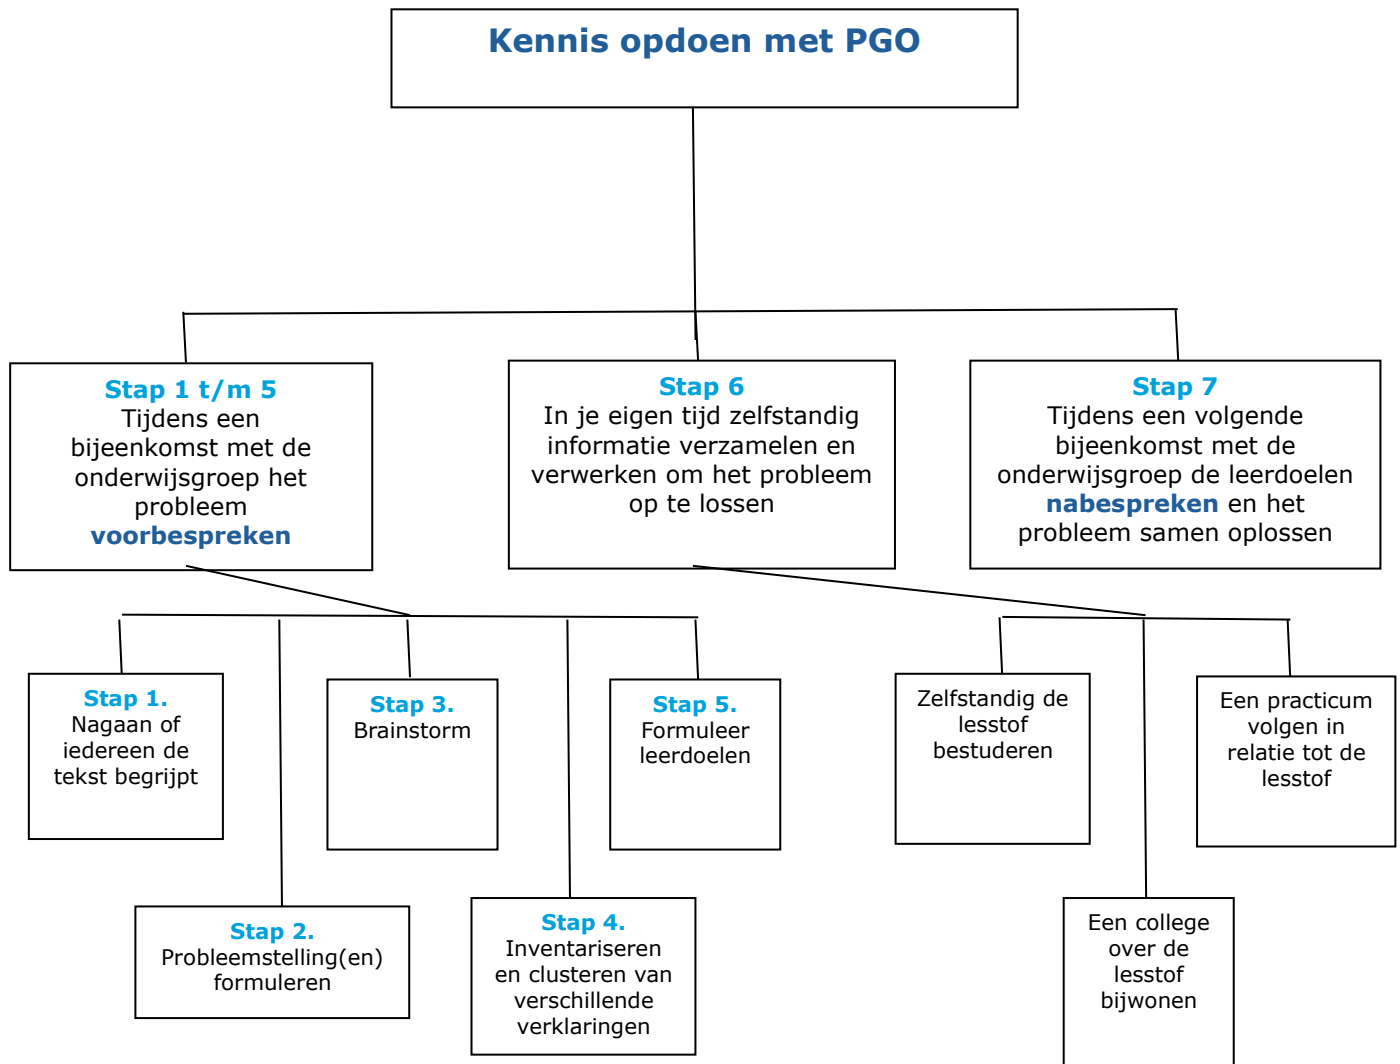 Kennis opdoen met PGO
Stap 1 t/m 5
Tijdens een
bijeenkomst met de
onderwijsgroep het
probleem
voorbespreken
Stap 6
In je eigen tijd zelfstandig
informatie verzamelen en
verwerken om het probleem
op te lossen
Stap 7
Tijdens een volgende
bijeenkomst met de
onderwijsgroep de leerdoelen
nabespreken en het
probleem samen oplossen
Stap 1.
Nagaan of
iedereen de
tekst begrijpt
Stap 2.
Probleemstelling(en)
formuleren
Stap 3.
Brainstorm
Stap 4.
Inventariseren
en clusteren van
verschillende
verklaringen
Stap 5.
Formuleer
leerdoelen
Zelfstandig de
lesstof
bestuderen
Een college
over de
lesstof
bijwonen
Een practicum
volgen in
relatie tot de
lesstof